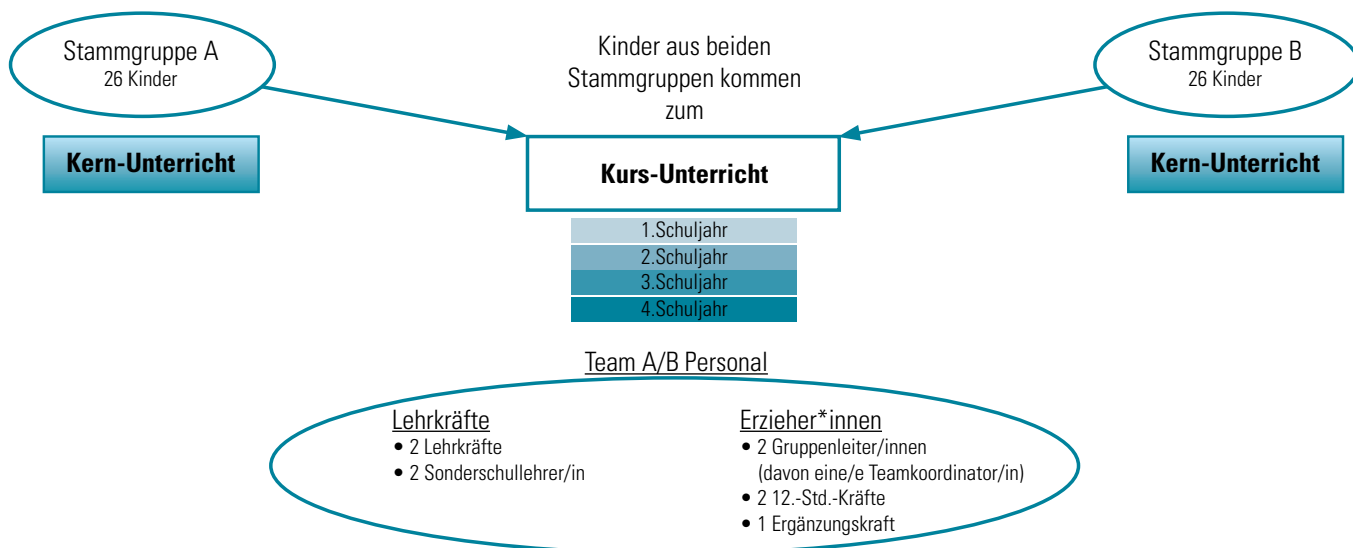 Stammgruppe A
26 Kinder
Kern-Unterricht
Kinder aus beiden
Stammgruppen kommen
zum
Kurs-Unterricht
1.Schuljahr
2.Schuljahr
3.Schuljahr
4.Schuljahr
Stammgruppe B
26 Kinder
Kern-Unterricht
Team A/B Personal
Lehrkräfte
• 2 Lehrkräfte
• 2 Sonderschullehrer/in
Erzieher*innen
• 2 Gruppenleiter/innen
(davon eine/e Teamkoordinator/in)
• 2 12.-Std.-Kräfte
• 1 Ergänzungskraft